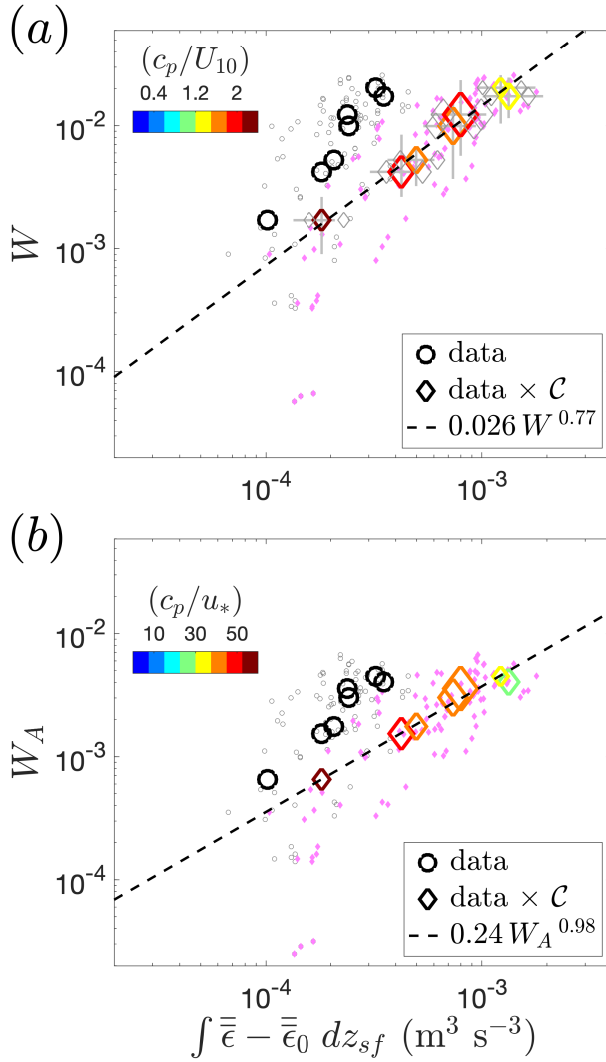 (a)
(c_p/U_10)
0.4 1.2 2
10^-2
10^-3
10^-4
W
data
data × C
0.026 W^0.77
10^-4 10^-3
(b)
(c_p/u_*)
10 30 50
10^-2
10^-3
10^-4
W_A
data
data × C
0.24 W_A^0.98
10^-4 10^-3
∫ ϵ̿ − ϵ̿_0 dz_sf (m^3 s^-3)